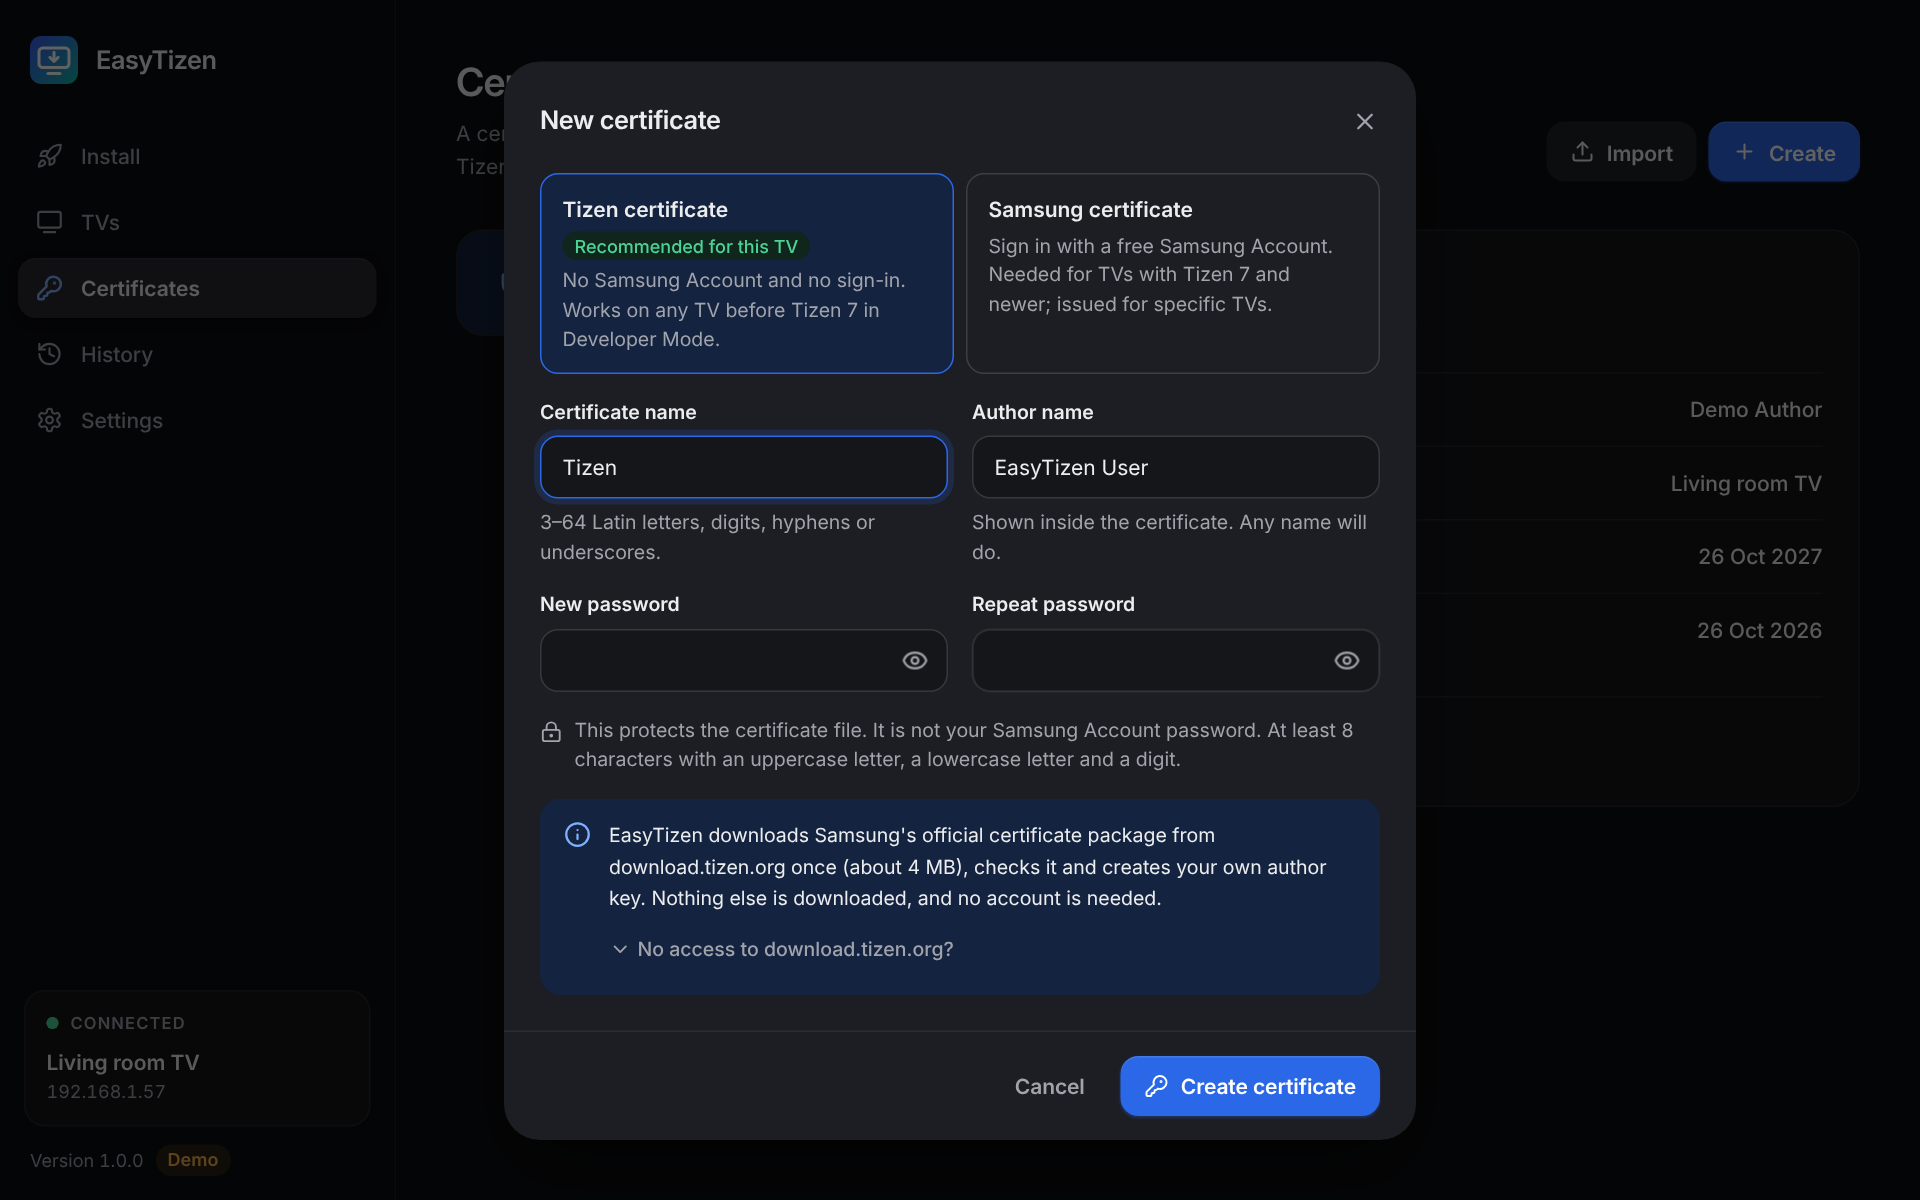 EasyTizen
Install
TVs
Certificates
History
Settings
CONNECTED
Living room TV
192.168.1.57
Version 1.0.0
Demo
Import
Create
Demo Author
Living room TV
26 Oct 2027
26 Oct 2026
New certificate
Tizen certificate
Recommended for this TV
No Samsung Account and no sign-in.
Works on any TV before Tizen 7 in
Developer Mode.
Samsung certificate
Sign in with a free Samsung Account.
Needed for TVs with Tizen 7 and
newer; issued for specific TVs.
Certificate name
Tizen
3–64 Latin letters, digits, hyphens or
underscores.
Author name
EasyTizen User
Shown inside the certificate. Any name will
do.
New password
Repeat password
This protects the certificate file. It is not your Samsung Account password. At least 8
characters with an uppercase letter, a lowercase letter and a digit.
EasyTizen downloads Samsung's official certificate package from
download.tizen.org once (about 4 MB), checks it and creates your own author
key. Nothing else is downloaded, and no account is needed.
No access to download.tizen.org?
Cancel
Create certificate